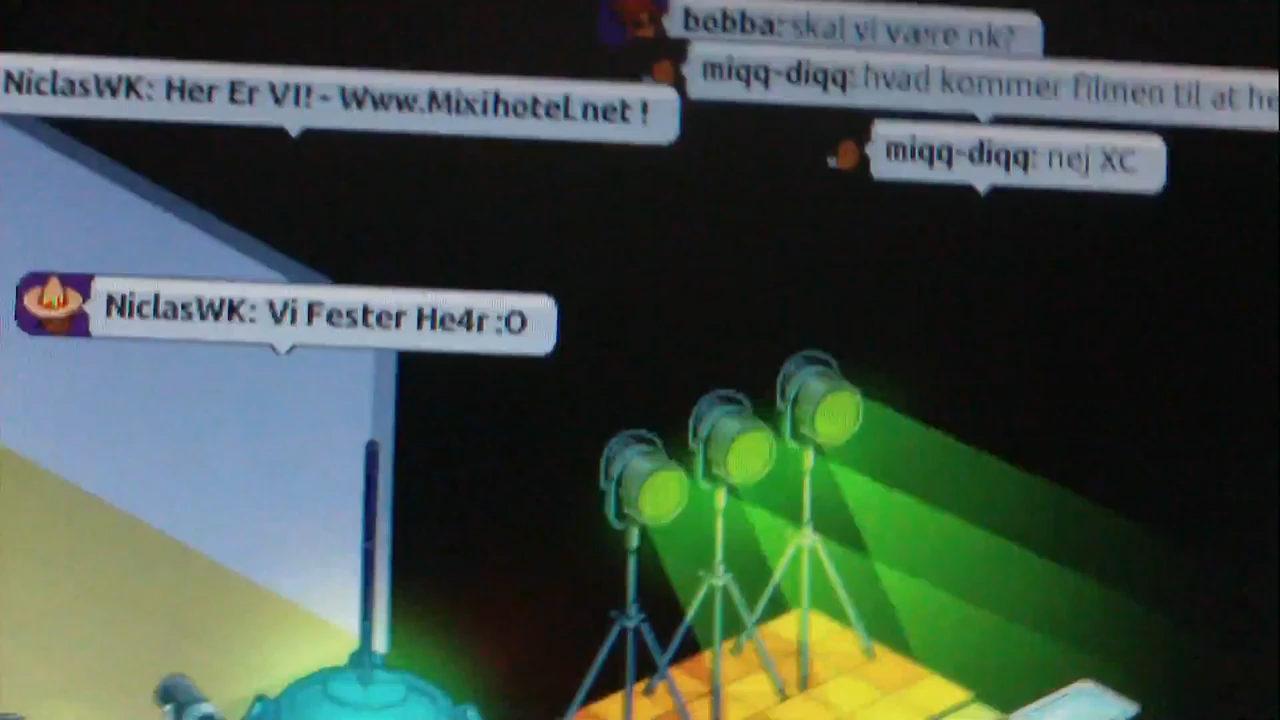 bobba: skal vi være nk?
miqq-diqq: hvad kommer filmen til at he
NiclasWK: Her Er VI! - Www.Mixihotel.net !
miqq-diqq: nej XC
NiclasWK: Vi Fester He4r :O